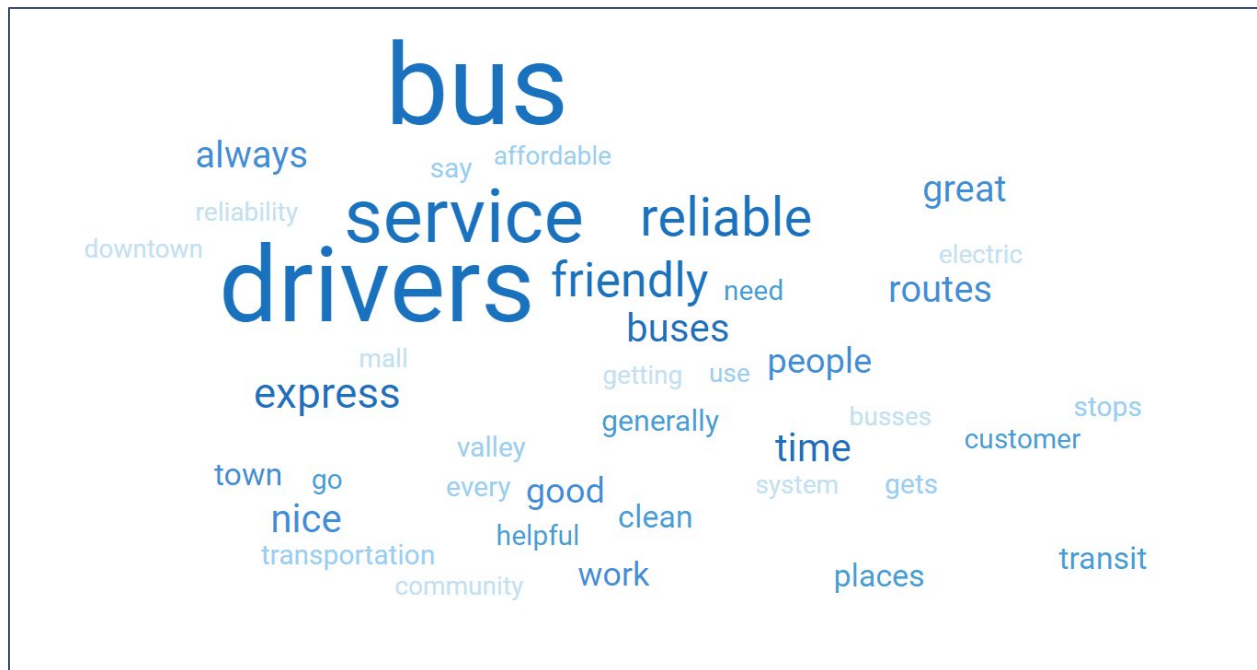 bus
always
say
affordable
great
reliability
service
reliable
downtown
drivers
electric
friendly
need
routes
buses
mall
getting
use
people
express
generally
busses
stops
valley
time
customer
town
go
every
good
system
gets
nice
clean
helpful
transportation
community
work
places
transit